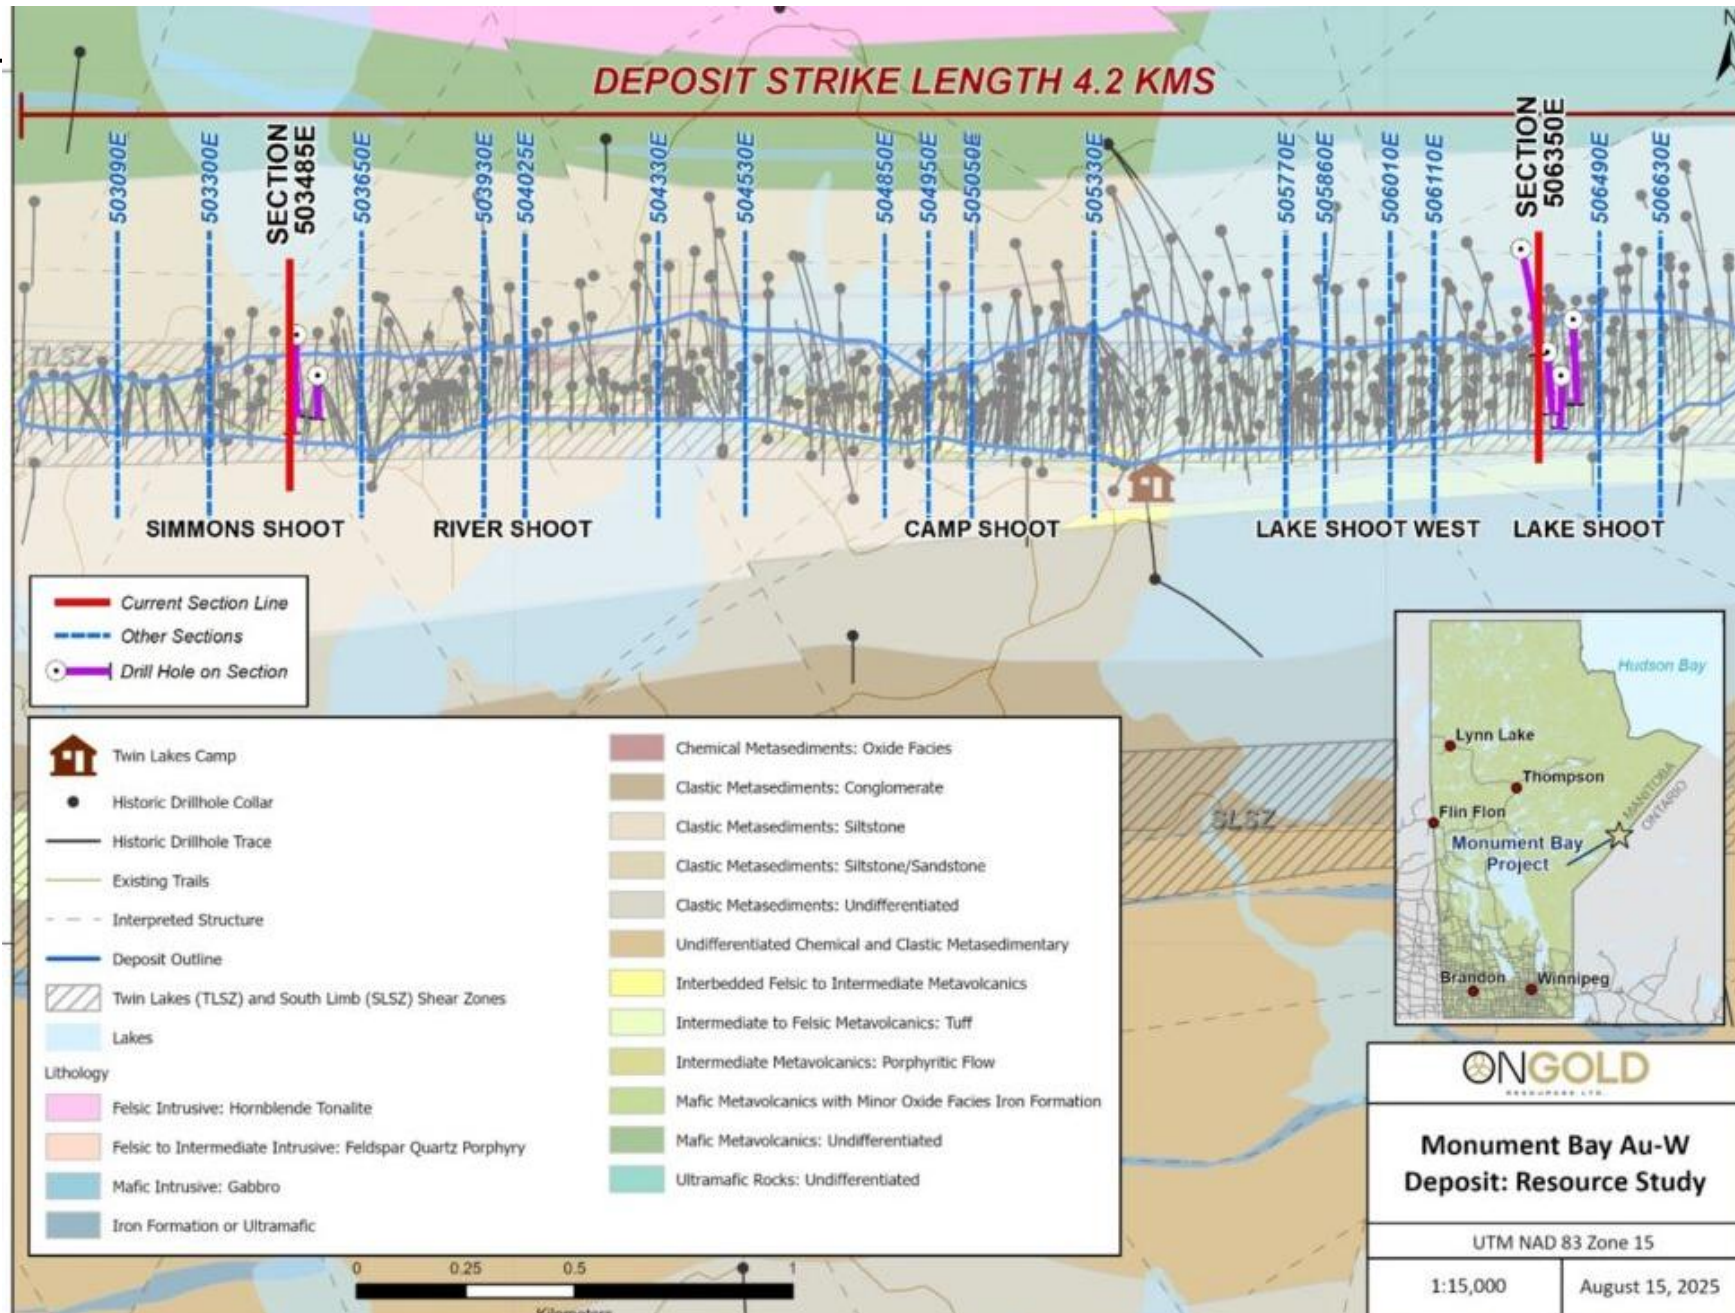 DEPOSIT STRIKE LENGTH 4.2 KMS
N
503090E
503300E
SECTION
503485E
503650E
503930E
504025E
504330E
504530E
504850E
504950E
505050E
505330E
505770E
505860E
506010E
506110E
SECTION
506350E
506490E
506630E
TLSZ
SIMMONS SHOOT
RIVER SHOOT
CAMP SHOOT
LAKE SHOOT WEST
LAKE SHOOT
Current Section Line
Other Sections
Drill Hole on Section
Twin Lakes Camp
Historic Drillhole Collar
Historic Drillhole Trace
Existing Trails
Interpreted Structure
Deposit Outline
Twin Lakes (TLSZ) and South Limb (SLSZ) Shear Zones
Lakes
Lithology
Felsic Intrusive: Hornblende Tonalite
Felsic to Intermediate Intrusive: Feldspar Quartz Porphyry
Mafic Intrusive: Gabbro
Iron Formation or Ultramafic
Chemical Metasediments: Oxide Facies
Clastic Metasediments: Conglomerate
Clastic Metasediments: Siltstone
Clastic Metasediments: Siltstone/Sandstone
Clastic Metasediments: Undifferentiated
Undifferentiated Chemical and Clastic Metasedimentary
Interbedded Felsic to Intermediate Metavolcanics
Intermediate to Felsic Metavolcanics: Tuff
Intermediate Metavolcanics: Porphyritic Flow
Mafic Metavolcanics with Minor Oxide Facies Iron Formation
Mafic Metavolcanics: Undifferentiated
Ultramafic Rocks: Undifferentiated
SLSZ
Hudson Bay
Lynn Lake
Thompson
Flin Flon
MANITOBA
ONTARIO
Monument Bay
Project
Brandon
Winnipeg
ONGOLD
RESOURCES LTD.
Monument Bay Au-W
Deposit: Resource Study
UTM NAD 83 Zone 15
1:15,000
August 15, 2025
0 0.25 0.5 1